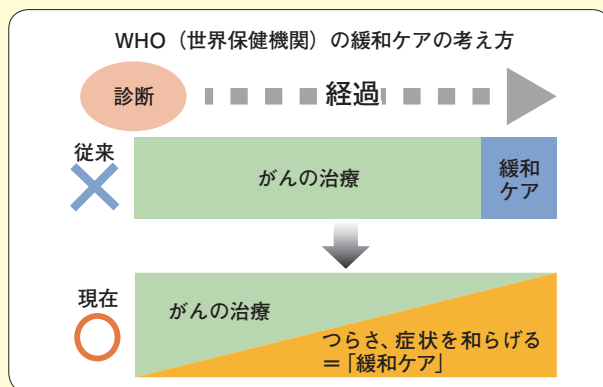 WHO（世界保健機関）の緩和ケアの考え方
診断
経過
従来
がんの治療
緩和
ケア
現在
がんの治療
つらさ、症状を和らげる
＝「緩和ケア」